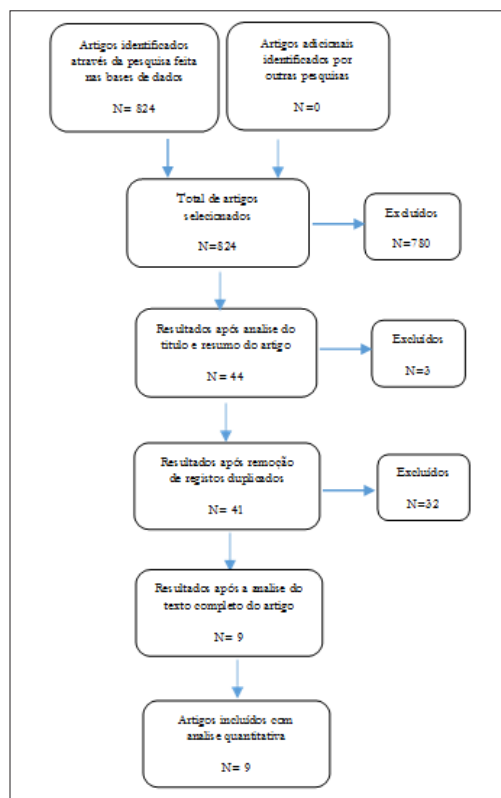 Artigos identificados
através da pesquisa feita
nas bases de dados
N= 824
Artigos adicionais
identificados por
outras pesquisas
N=0
Total de artigos
selecionados
N=824
Excluídos
N=780
Resultados após analise do
titulo e resumo do artigo
N= 44
Excluídos
N=3
Resultados após remoção
de registos duplicados
N= 41
Excluídos
N=32
Resultados após a analise do
texto completo do artigo
N= 9
Artigos incluídos com
analise quantitativa
N= 9